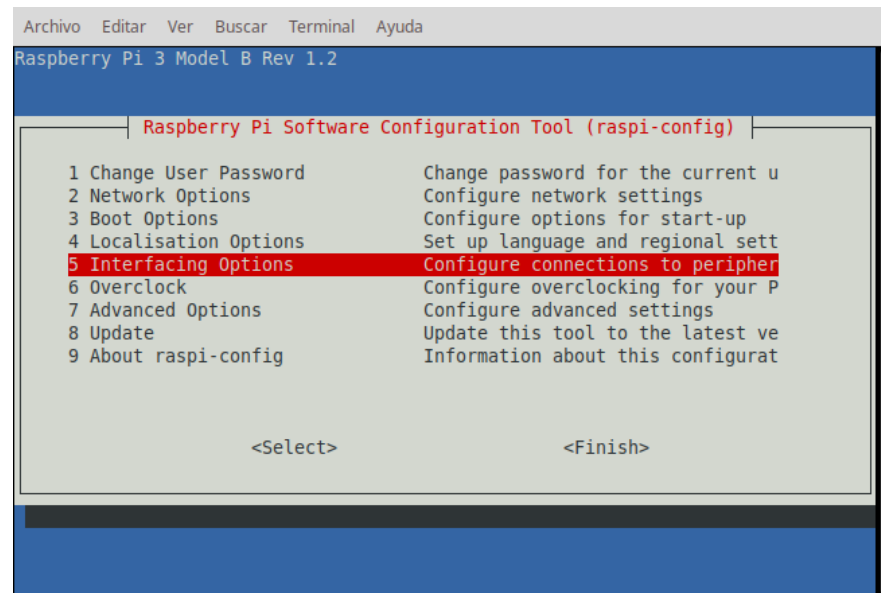 Archivo Editar Ver Buscar Terminal Ayuda
Raspberry Pi 3 Model B Rev 1.2
Raspberry Pi Software Configuration Tool (raspi-config)
1 Change User Password Change password for the current u
2 Network Options Configure network settings
3 Boot Options Configure options for start-up
4 Localisation Options Set up language and regional sett
5 Interfacing Options Configure connections to peripher
6 Overclock Configure overclocking for your P
7 Advanced Options Configure advanced settings
8 Update Update this tool to the latest ve
9 About raspi-config Information about this configurat
<Select> <Finish>